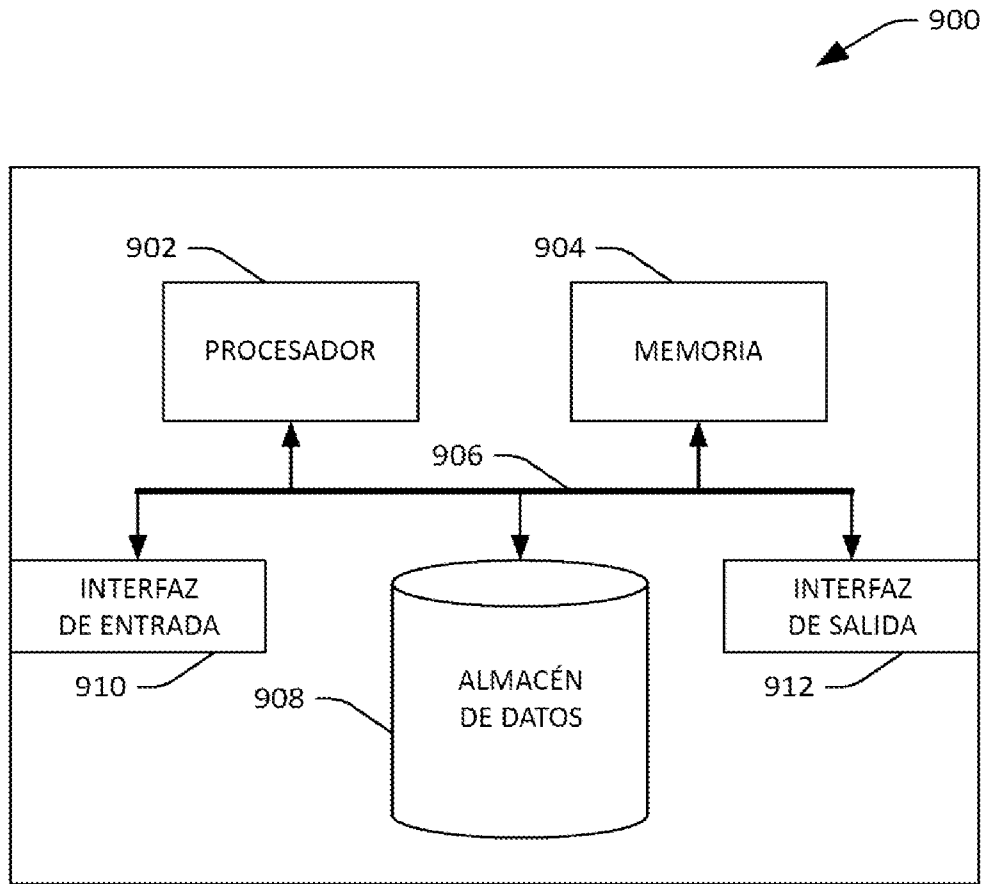 900
902
904
PROCESADOR
MEMORIA
906
INTERFAZ
DE ENTRADA
INTERFAZ
DE SALIDA
910
908
ALMACÉN
DE DATOS
912